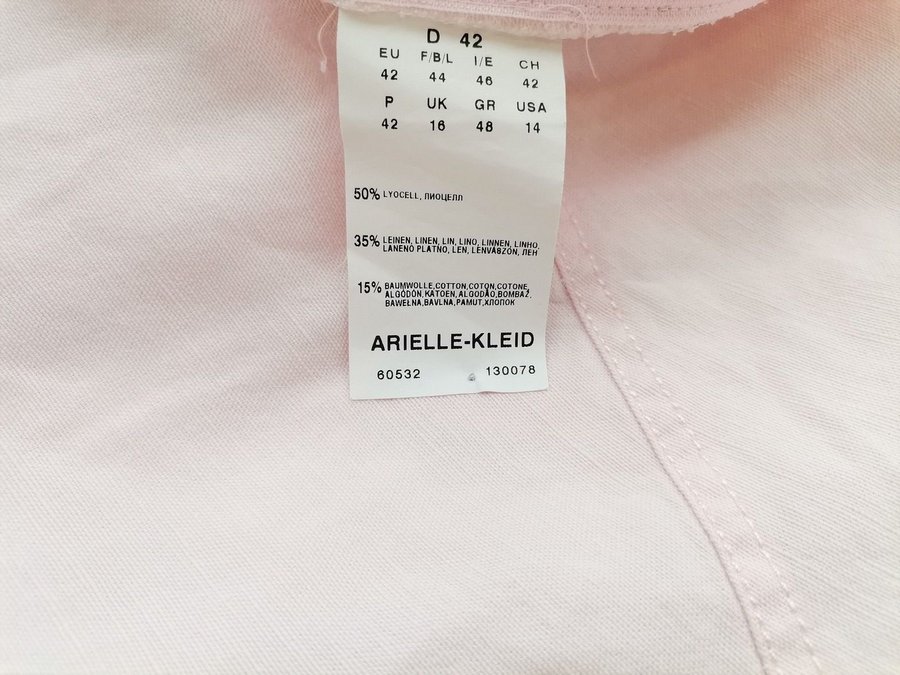 D 42
EU F/B/L I/E CH
42 44 46 42
P UK GR USA
42 16 48 14
50% LYOCELL, ЛИОЦЕЛЛ
35% LEINEN, LINEN, LIN, LINO, LINNEN, LINHO,
LANENO PLATNO, LEN, LENVÁSZON, ЛЕН
15% BAUMWOLLE, COTTON, COTON, COTONE,
ALGODÓN, KATOEN, ALGODÃO, BOMBAŽ,
BAWEŁNA, BAVLNA, PAMUT, ХЛОПОК
ARIELLE-KLEID
60532 130078